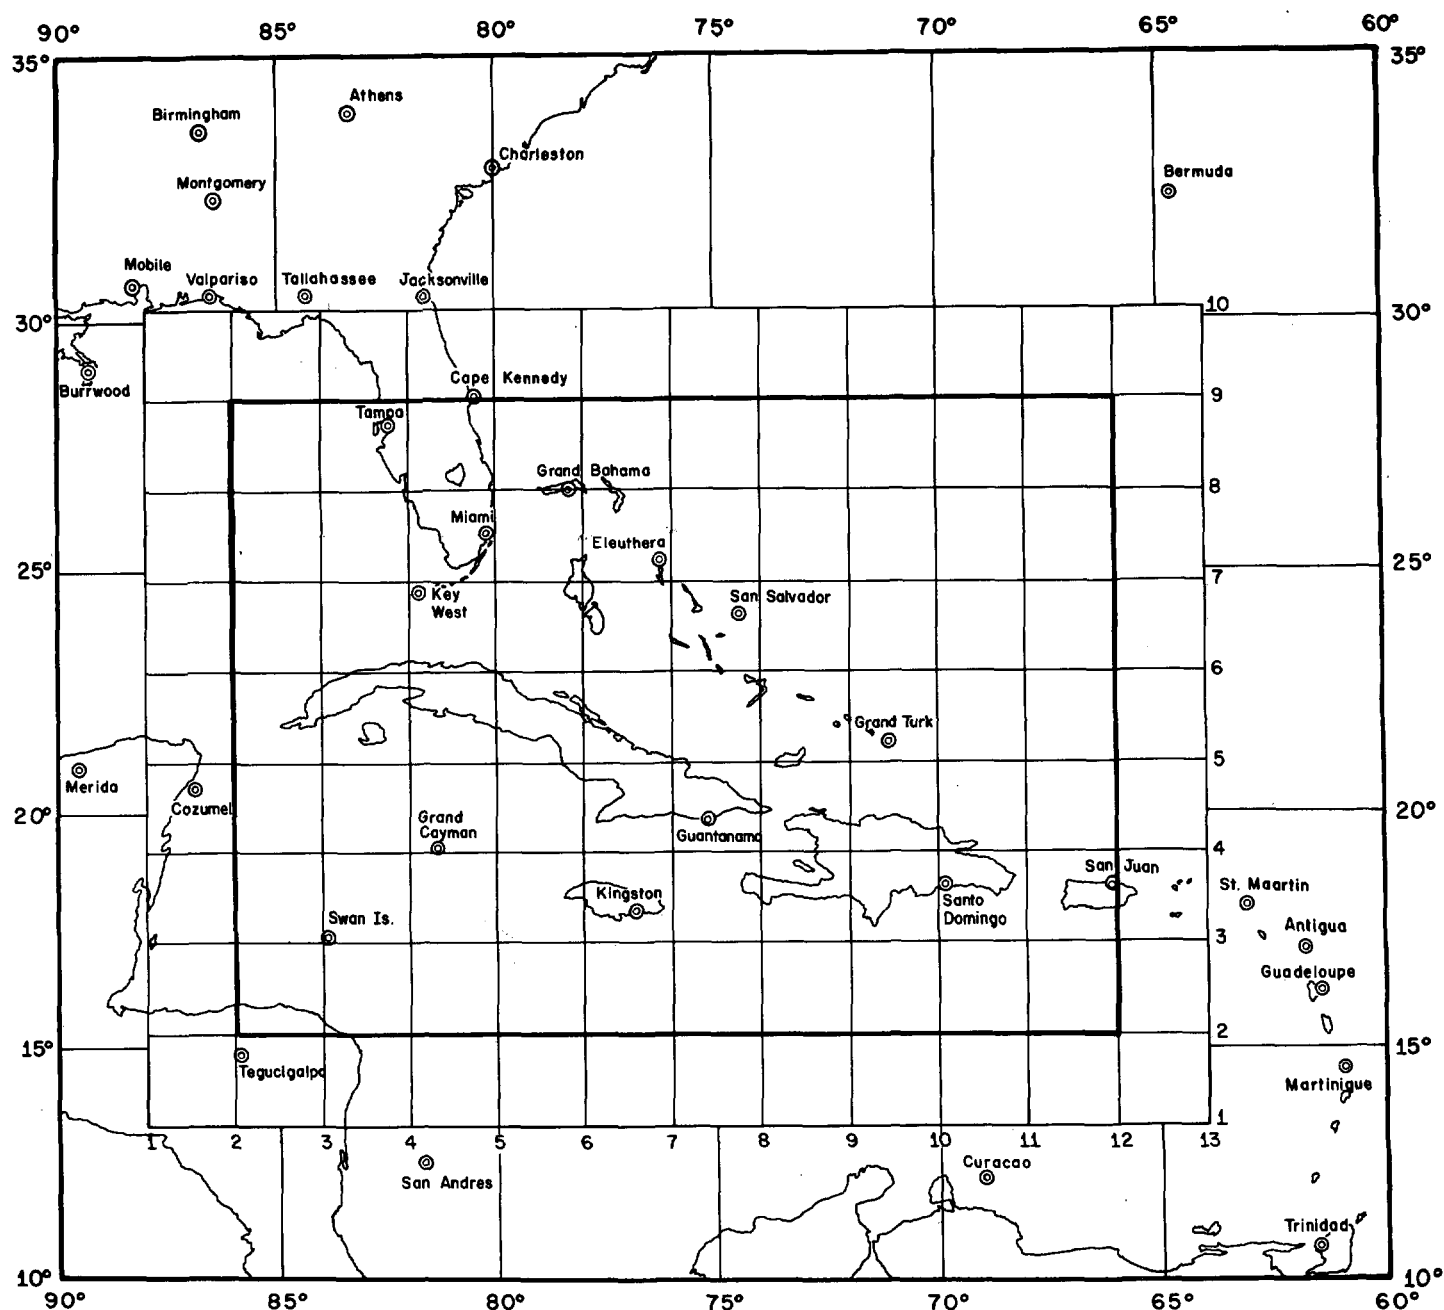 90° 85° 80° 75° 70° 65° 60°
35° 35°
Athens
Birmingham
Charleston
Bermuda
Montgomery
Mobile Valpariso Tallahassee Jacksonville
10
30° 30°
Cape Kennedy
Burrwood
9
Tampa
Grand Bahama
8
Miami
Eleuthera
25° 25°
7
Key
West
San Salvador
6
Grand Turk
5
Merida
Cozumel
20° 20°
Grand
Cayman
Guantanamo
4
San Juan
St. Maartin
Kingston
Santo
Domingo
Swan Is.
Antigua
3
Guadeloupe
2
15° 15°
Tegucigalpa
Martinique
1
1 2 3 4 5 6 7 8 9 10 11 12 13
San Andres
Curacao
Trinidad
10° 10°
90° 85° 80° 75° 70° 65° 60°